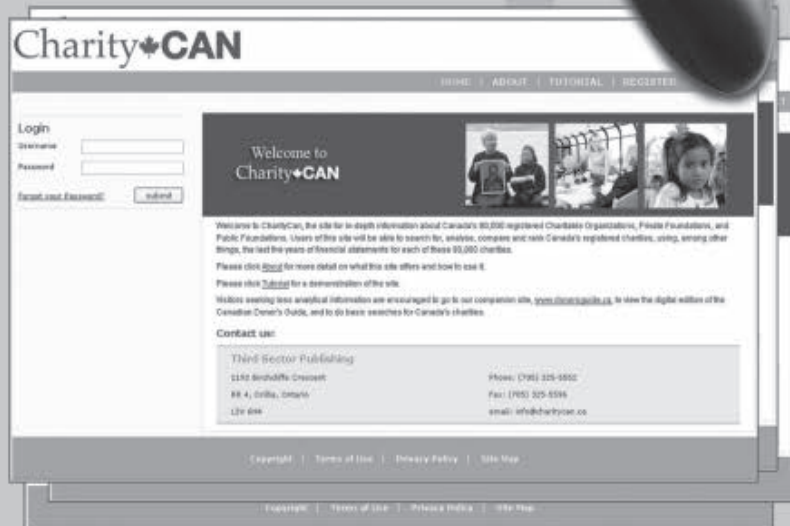 Charity CAN
HOME | ABOUT | TUTORIAL | REGISTER
Login
Username
Password
Forgot your Password? submit
Welcome to
Charity CAN
Welcome to CharityCan, the site for in-depth information about Canada's 80,000 registered Charitable Organizations, Private Foundations, and
Public Foundations. Users of this site will be able to search for, analyse, compare and rank Canada's registered charities, using, among other
things, the last five years of financial statements for each of these 80,000 charities.
Please click About for more detail on what this site offers and how to use it.
Please click Tutorial for a demonstration of the site.
Visitors seeking less analytical information are encouraged to go to our companion site, www.donorsguide.ca, to view the digital edition of the
Canadian Donor's Guide, and to do basic searches for Canada's charities.
Contact us:
Third Sector Publishing
Crescent
RR 4, Orillia, Ontario
Phone: (705) 325-5552
Fax: (705) 325-5596
email: info@charitycan.ca
Copyright | Terms of Use | Privacy Policy | Site Map
Copyright | Terms of Use | Privacy Policy | Site Map